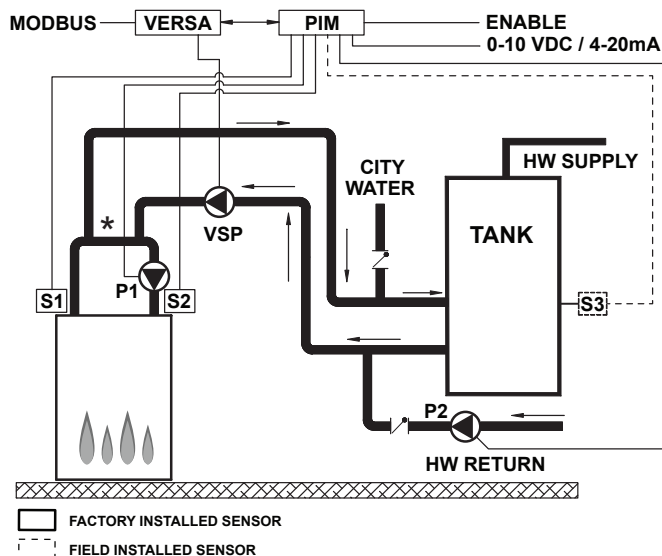 MODBUS
VERSA
PIM
ENABLE
0-10 VDC / 4-20mA
CITY
WATER
HW SUPPLY
VSP
TANK
*
P1
S1
S2
S3
P2
HW RETURN
FACTORY INSTALLED SENSOR
FIELD INSTALLED SENSOR